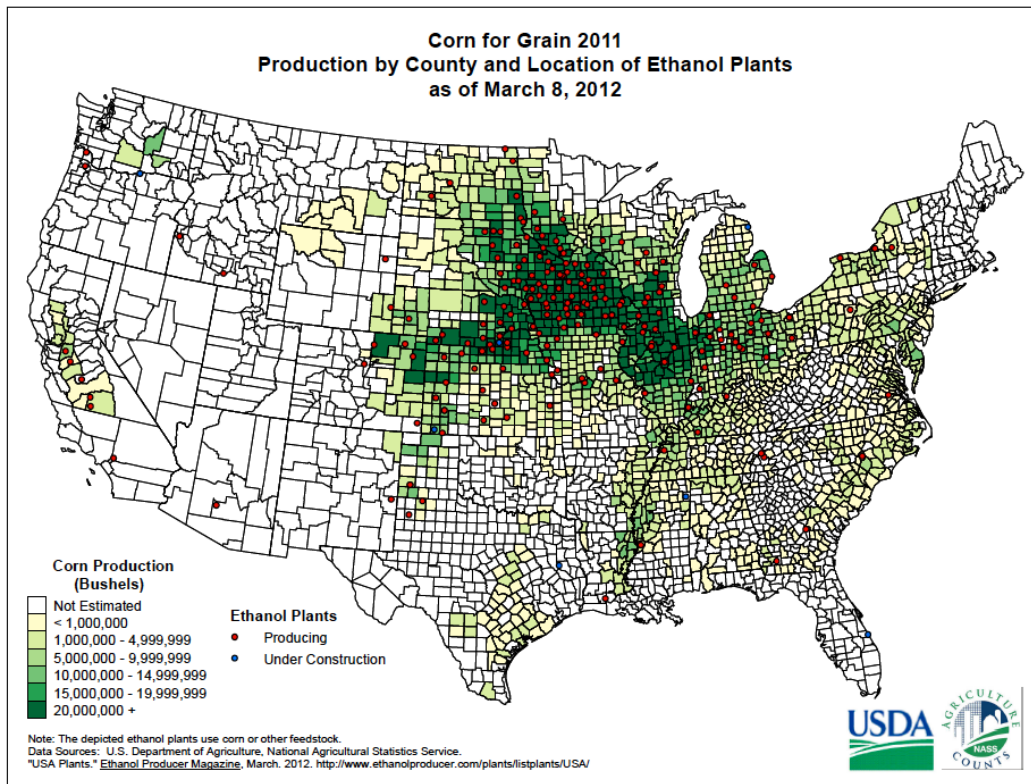 Corn for Grain 2011
Production by County and Location of Ethanol Plants
as of March 8, 2012
Corn Production
(Bushels)
Not Estimated
< 1,000,000
1,000,000 - 4,999,999
5,000,000 - 9,999,999
10,000,000 - 14,999,999
15,000,000 - 19,999,999
20,000,000 +
Ethanol Plants
Producing
Under Construction
Note: The depicted ethanol plants use corn or other feedstock.
Data Sources: U.S. Department of Agriculture, National Agricultural Statistics Service.
"USA Plants." Ethanol Producer Magazine, March. 2012. http://www.ethanolproducer.com/plants/listplants/USA/
USDA
AGRICULTURE
NASS
COUNTS